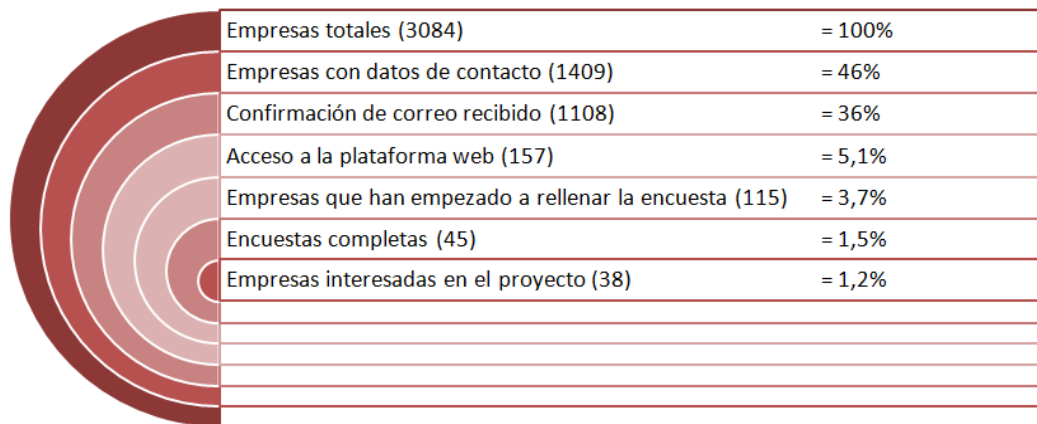 Empresas totales (3084) = 100%
Empresas con datos de contacto (1409) = 46%
Confirmación de correo recibido (1108) = 36%
Acceso a la plataforma web (157) = 5,1%
Empresas que han empezado a rellenar la encuesta (115) = 3,7%
Encuestas completas (45) = 1,5%
Empresas interesadas en el proyecto (38) = 1,2%